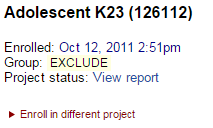 Adolescent K23 (126112)
Enrolled: Oct 12, 2011 2:51pm
Group: EXCLUDE
Project status: View report
Enroll in different project